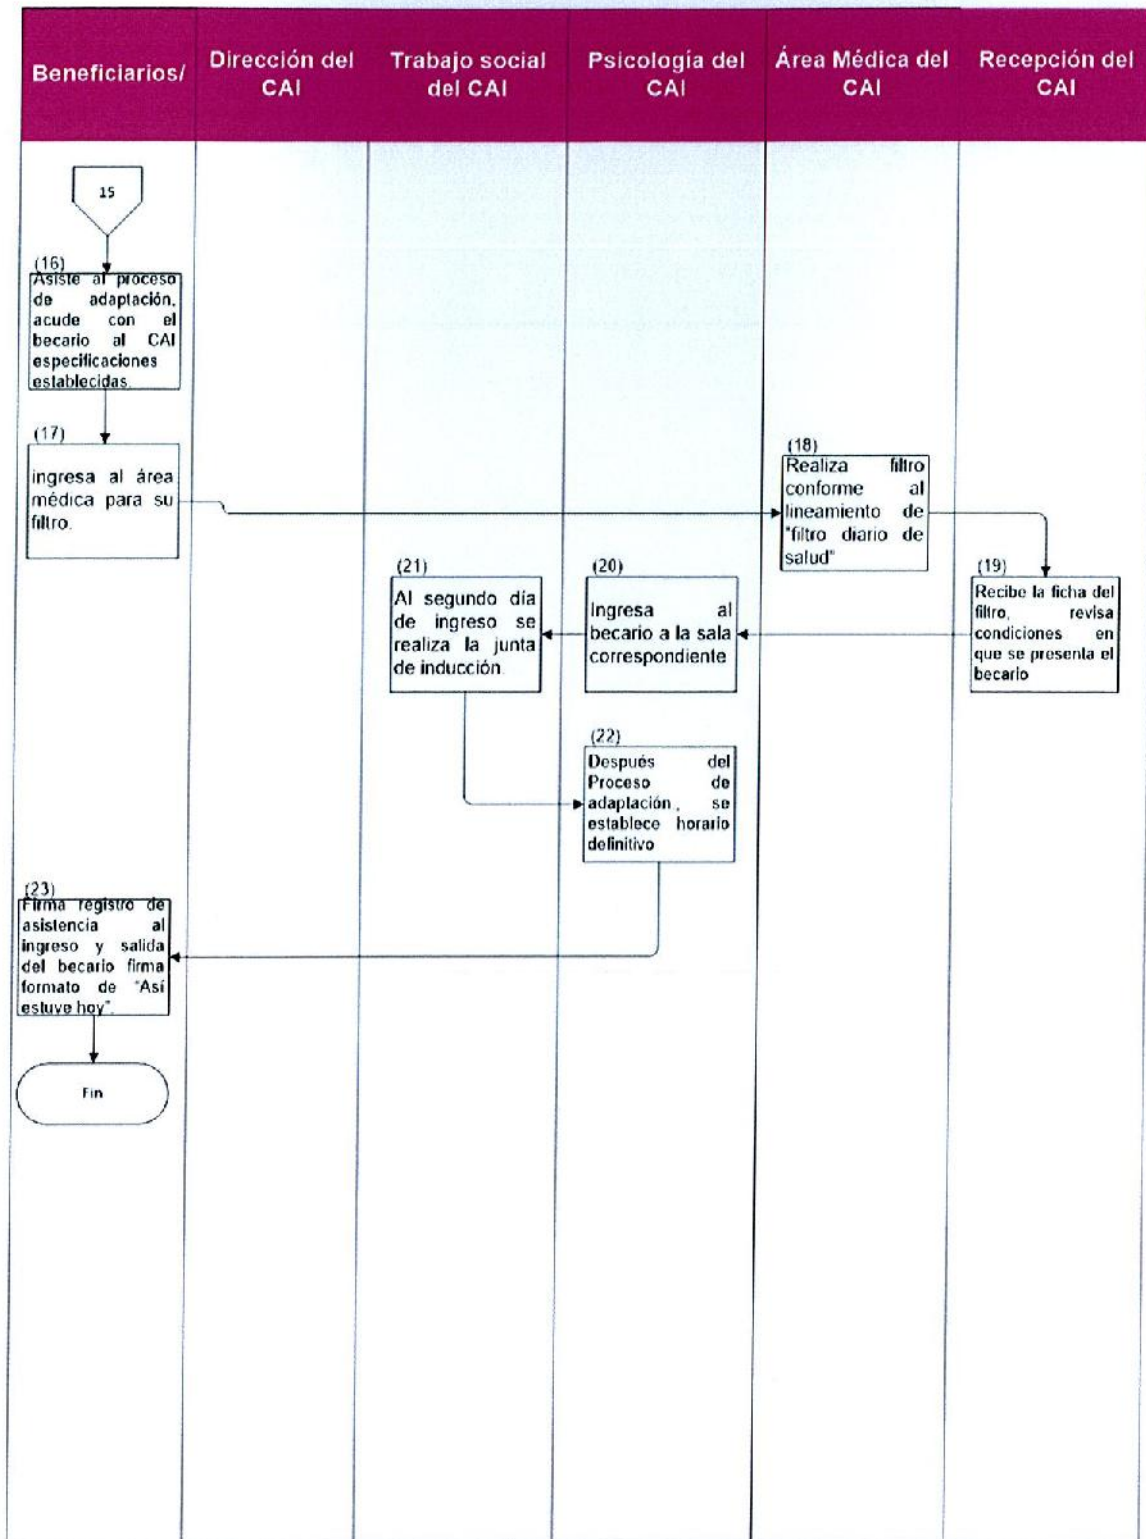 Beneficiarios/
Dirección del
CAI
Trabajo social
del CAI
Psicología del
CAI
Área Médica del
CAI
Recepción del
CAI
15
(16)
Asiste al proceso
de adaptación,
acude con el
becario al CAI
especificaciones
establecidas.
(17)
ingresa al área
médica para su
filtro.
(18)
Realiza filtro
conforme al
lineamiento de
"filtro diario de
salud"
(19)
Recibe la ficha del
filtro, revisa
condiciones en
que se presenta el
becario
(20)
Ingresa al
becario a la sala
correspondiente
(21)
Al segundo día
de ingreso se
realiza la junta
de inducción.
(22)
Después del
Proceso de
adaptación, se
establece horario
definitivo
(23)
Firma registro de
asistencia al
ingreso y salida
del becario firma
formato de "Así
estuve hoy".
Fin